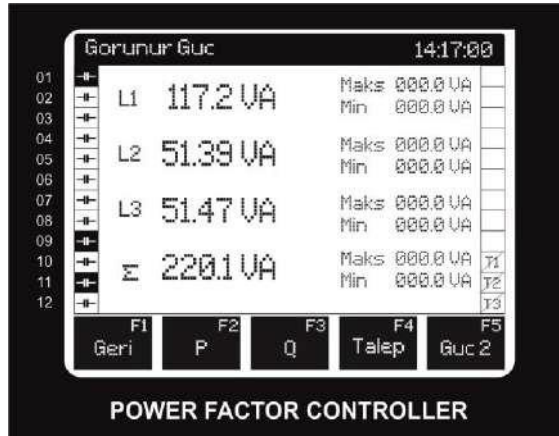 Gorunur Guc 14:17:00
01
02
03
04
05
06
07
08
09
10
11
12
L1 117.2 VA Maks 000.0 VA
Min 000.0 VA
L2 51.39 VA Maks 000.0 VA
Min 000.0 VA
L3 51.47 VA Maks 000.0 VA
Min 000.0 VA
Σ 220.1 VA Maks 000.0 VA
Min 000.0 VA
T1
T2
T3
F1 F2 F3 F4 F5
Geri P Q Talep Guc 2
POWER FACTOR CONTROLLER